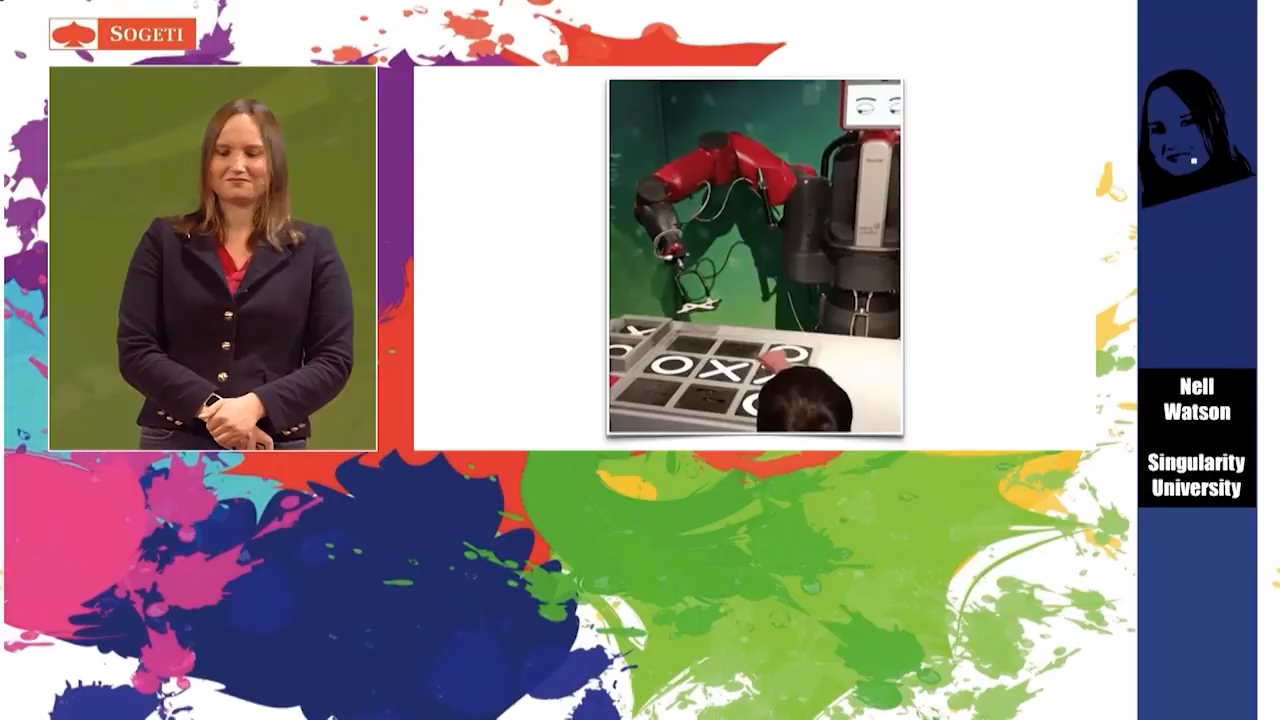 SOGETI
X
O
O X X
O
Nell
Watson
Singularity
University